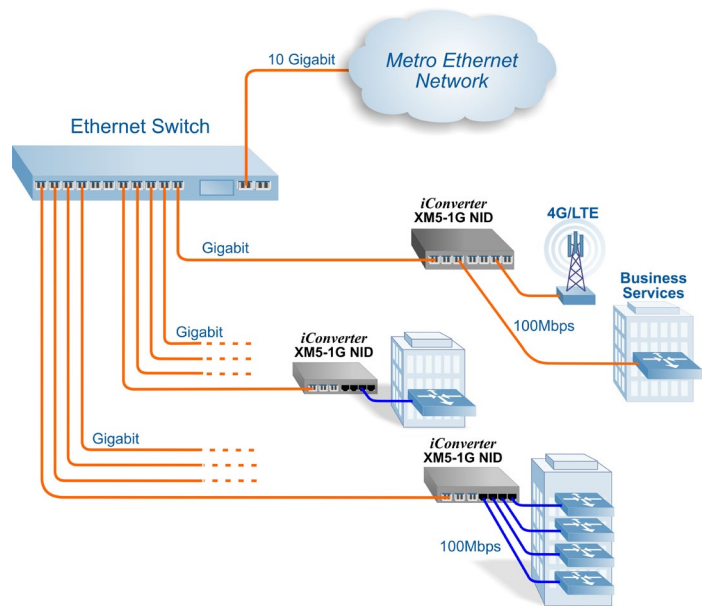 10 Gigabit
Metro Ethernet
Network
Ethernet Switch
iConverter
XM5-1G NID
4G/LTE
Gigabit
Business
Services
100Mbps
Gigabit
iConverter
XM5-1G NID
Gigabit
iConverter
XM5-1G NID
100Mbps